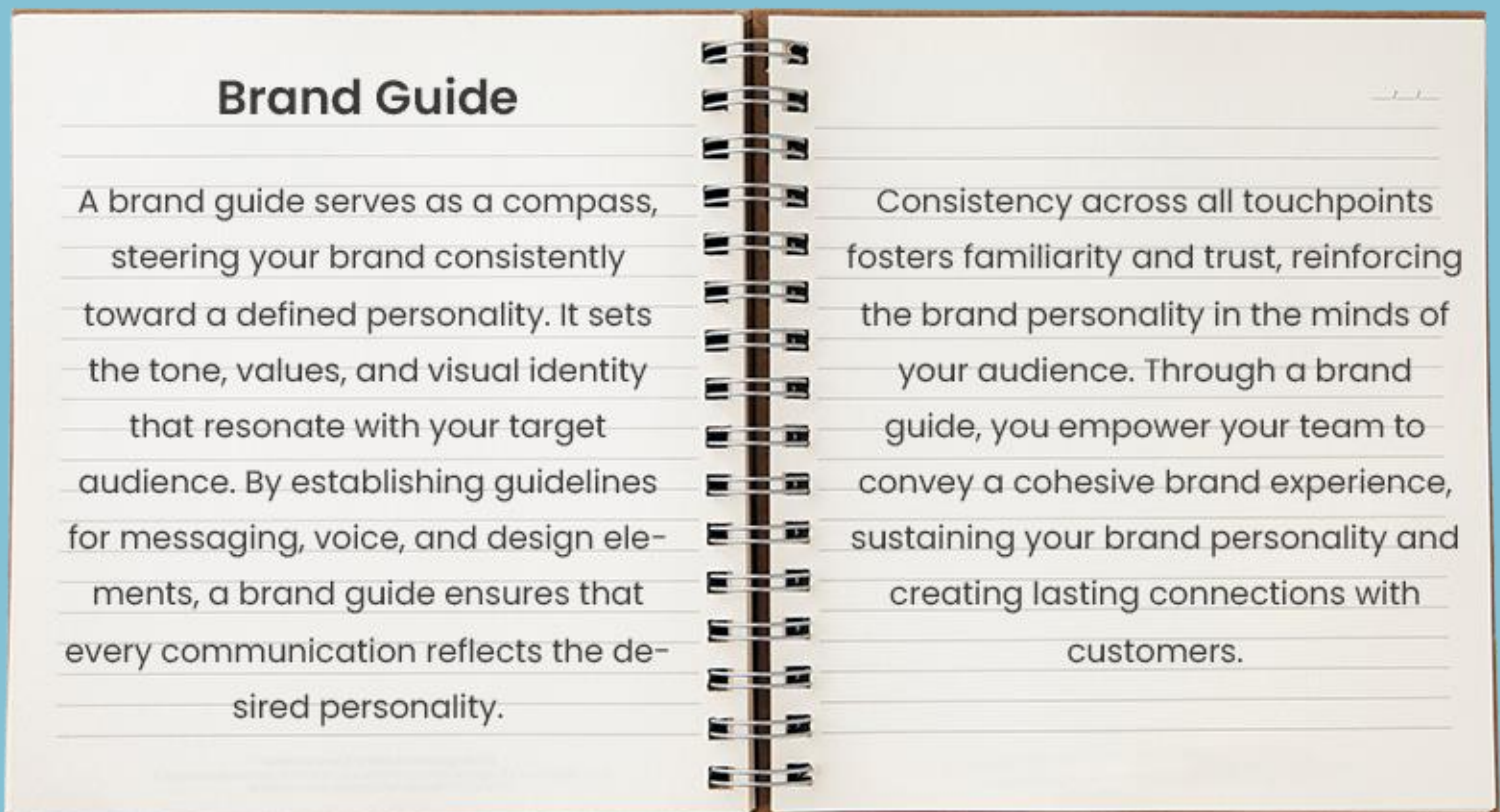 Brand Guide
A brand guide serves as a compass,
steering your brand consistently
toward a defined personality. It sets
the tone, values, and visual identity
that resonate with your target
audience. By establishing guidelines
for messaging, voice, and design ele-
ments, a brand guide ensures that
every communication reflects the de-
sired personality.
Consistency across all touchpoints
fosters familiarity and trust, reinforcing
the brand personality in the minds of
your audience. Through a brand
guide, you empower your team to
convey a cohesive brand experience,
sustaining your brand personality and
creating lasting connections with
customers.